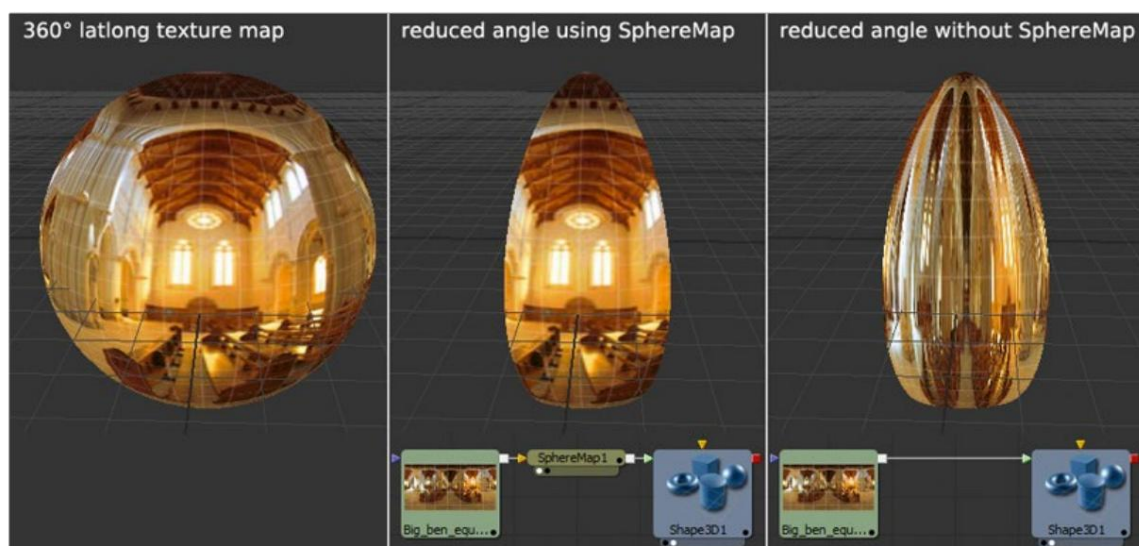 360° latlong texture map
reduced angle using SphereMap
reduced angle without SphereMap
SphereMap1
Big_ben_equ...
Shape3D1
Big_ben_equ...
Shape3D1